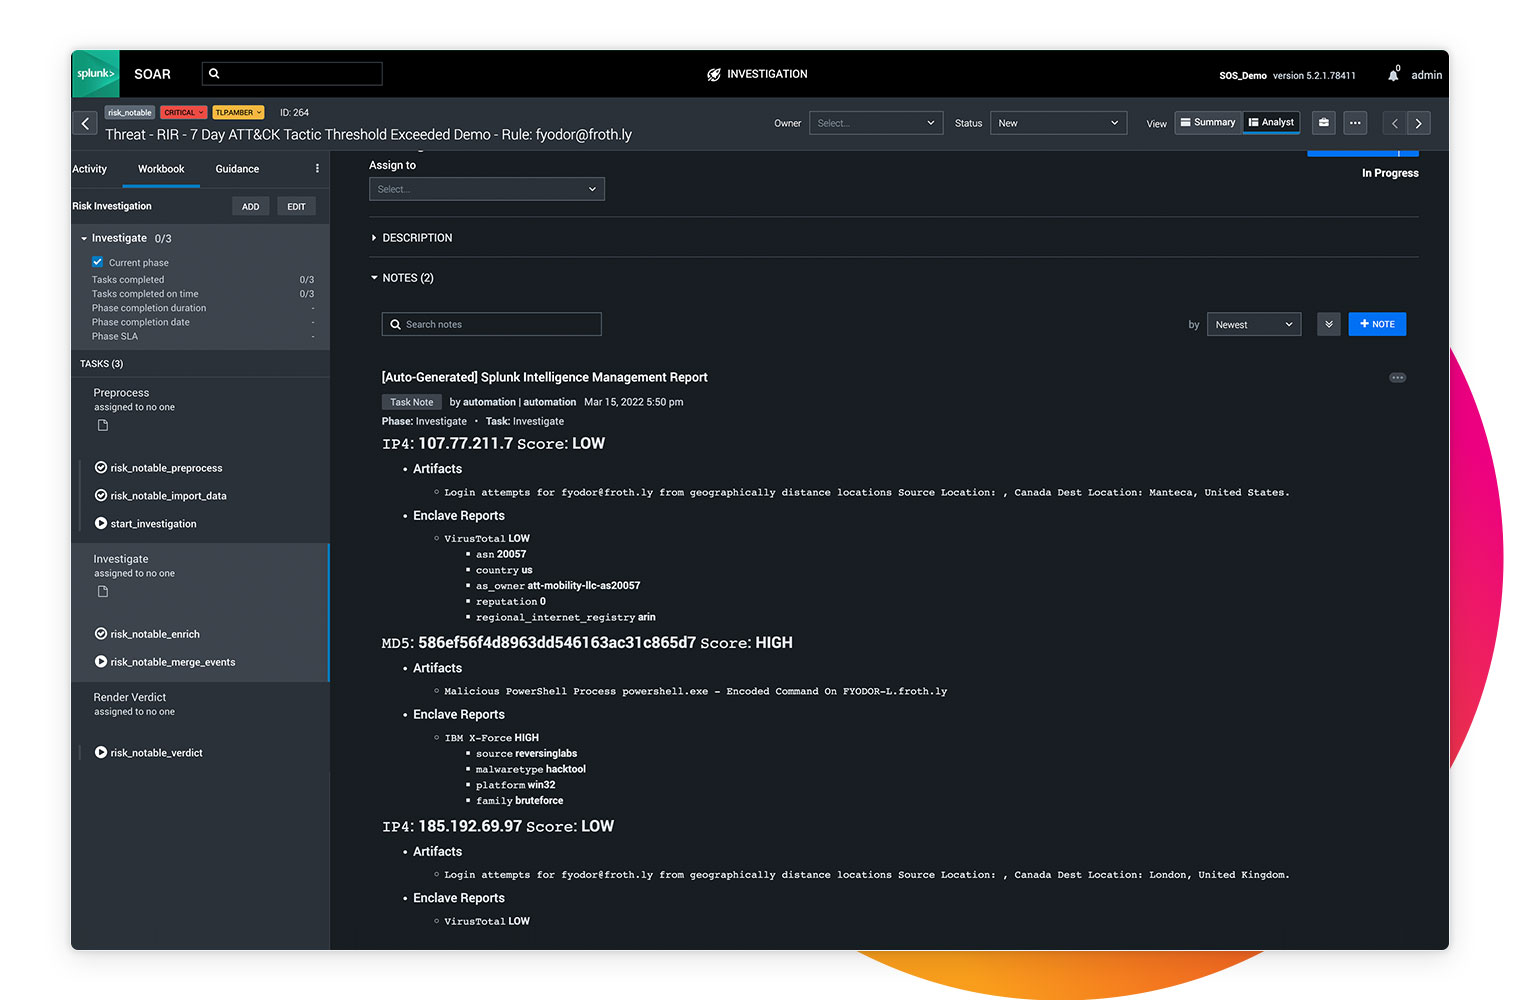 splunk> SOAR INVESTIGATION SOS_Demo version 5.2.1.78411 0 admin
risk_notable CRITICAL TLP:AMBER ID: 264
Threat - RIR - 7 Day ATT&CK Tactic Threshold Exceeded Demo - Rule: fyodor@froth.ly
Owner Select... Status New View Summary Analyst
Activity Workbook Guidance
Risk Investigation ADD EDIT
Investigate 0/3
Current phase
Tasks completed 0/3
Tasks completed on time 0/3
Phase completion duration -
Phase completion date -
Phase SLA -
TASKS (3)
Preprocess
assigned to no one
risk_notable_preprocess
risk_notable_import_data
start_investigation
Investigate
assigned to no one
risk_notable_enrich
risk_notable_merge_events
Render Verdict
assigned to no one
risk_notable_verdict
Assign to
Select...
In Progress
DESCRIPTION
NOTES (2)
Search notes
by Newest + NOTE
[Auto-Generated] Splunk Intelligence Management Report
Task Note by automation | automation Mar 15, 2022 5:50 pm
Phase: Investigate • Task: Investigate
IP4: 107.77.211.7 Score: LOW
• Artifacts
Login attempts for fyodor@froth.ly from geographically distance locations Source Location: , Canada Dest Location: Manteca, United States.
• Enclave Reports
VirusTotal LOW
asn 20057
country us
as_owner att-mobility-llc-as20057
reputation 0
regional_internet_registry arin
MD5: 586ef56f4d8963dd546163ac31c865d7 Score: HIGH
• Artifacts
Malicious PowerShell Process powershell.exe - Encoded Command On FYODOR-L.froth.ly
• Enclave Reports
IBM X-Force HIGH
source reversinglabs
malwaretype hacktool
platform win32
family bruteforce
IP4: 185.192.69.97 Score: LOW
• Artifacts
Login attempts for fyodor@froth.ly from geographically distance locations Source Location: , Canada Dest Location: London, United Kingdom.
• Enclave Reports
VirusTotal LOW